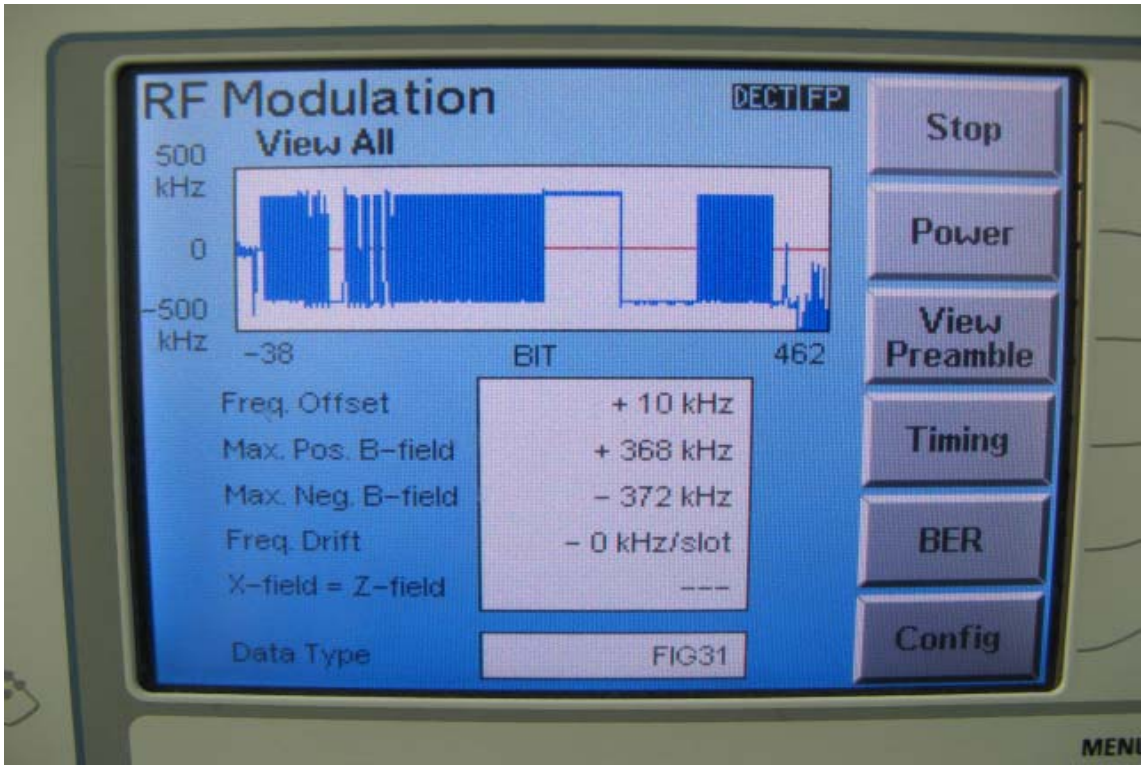 RF Modulation DECT FP
View All
500
kHz
0
-500
kHz
-38 BIT 462
Freq. Offset + 10 kHz
Max. Pos. B-field + 368 kHz
Max. Neg. B-field - 372 kHz
Freq. Drift - 0 kHz/slot
X-field = Z-field ---
Data Type FIG31
Stop
Power
View
Preamble
Timing
BER
Config